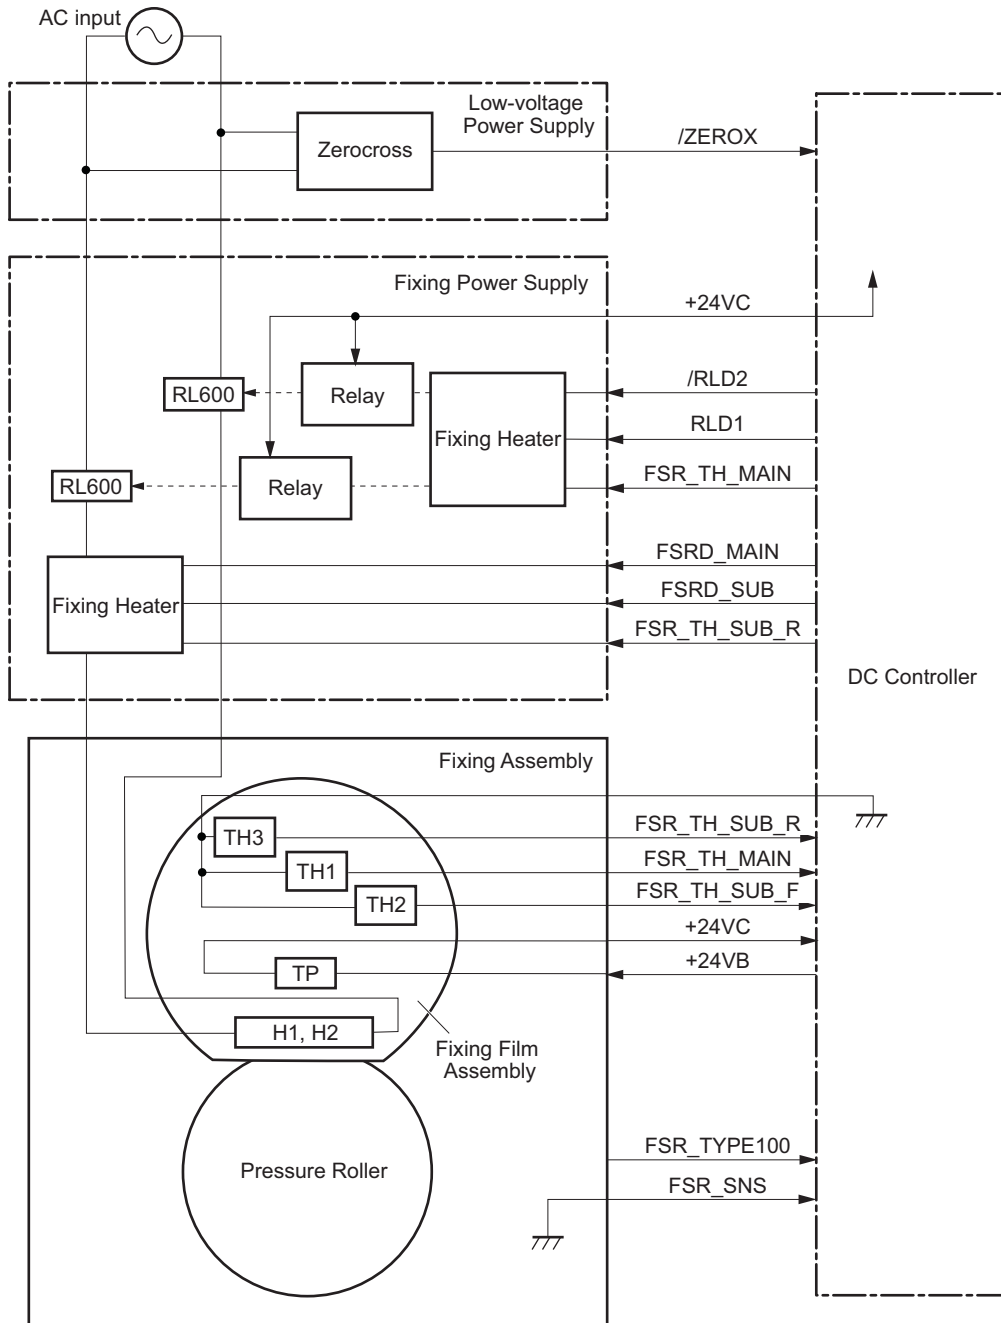 AC input
Low-voltage
Power Supply
Zerocross
/ZEROX
Fixing Power Supply
+24VC
RL600
Relay
Fixing Heater
/RLD2
RLD1
FSR_TH_MAIN
RL600
Relay
Fixing Heater
FSRD_MAIN
FSRD_SUB
FSR_TH_SUB_R
DC Controller
Fixing Assembly
TH3
FSR_TH_SUB_R
TH1
FSR_TH_MAIN
TH2
FSR_TH_SUB_F
+24VC
TP
+24VB
H1, H2
Fixing Film
Assembly
Pressure Roller
FSR_TYPE100
FSR_SNS